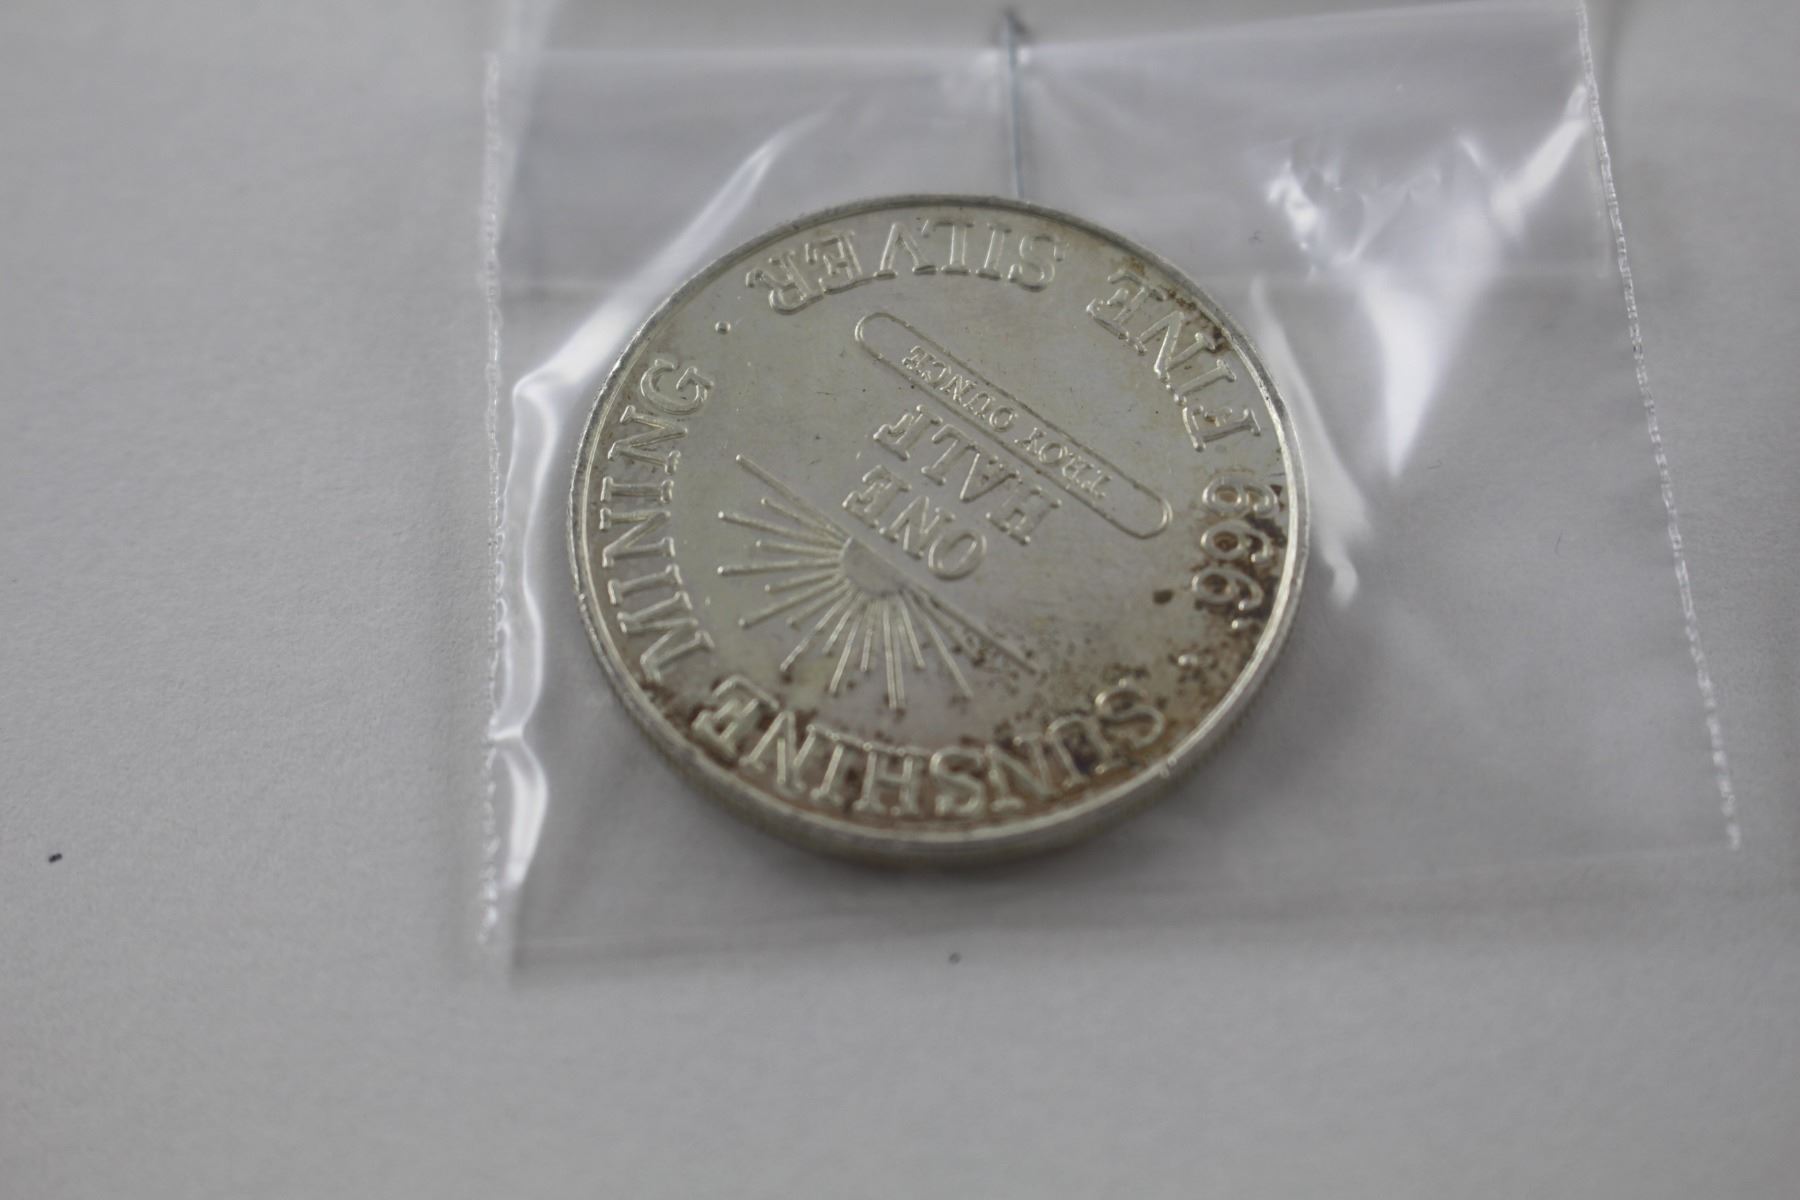 SUNSHINE MINING
· .999 FINE SILVER ·
ONE
HALF
TROY OUNCE